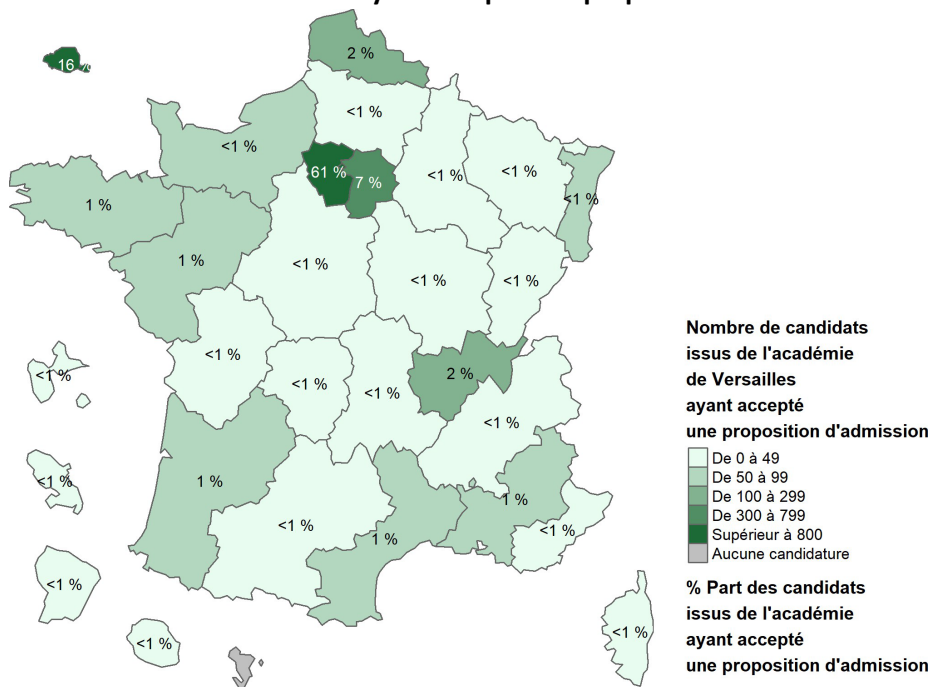 2 %
16 %
<1 %
<1 %
<1 %
<1 %
61 %
7 %
<1 %
1 %
1 %
<1 %
<1 %
<1 %
<1 %
<1 %
2 %
<1 %
<1 %
<1 %
<1 %
1 %
1 %
<1 %
<1 %
<1 %
1 %
<1 %
<1 %
<1 %
Nombre de candidats
issus de l'académie
de Versailles
ayant accepté
une proposition d'admission
De 0 à 49
De 50 à 99
De 100 à 299
De 300 à 799
Supérieur à 800
Aucune candidature
% Part des candidats
issus de l'académie
ayant accepté
une proposition d'admission